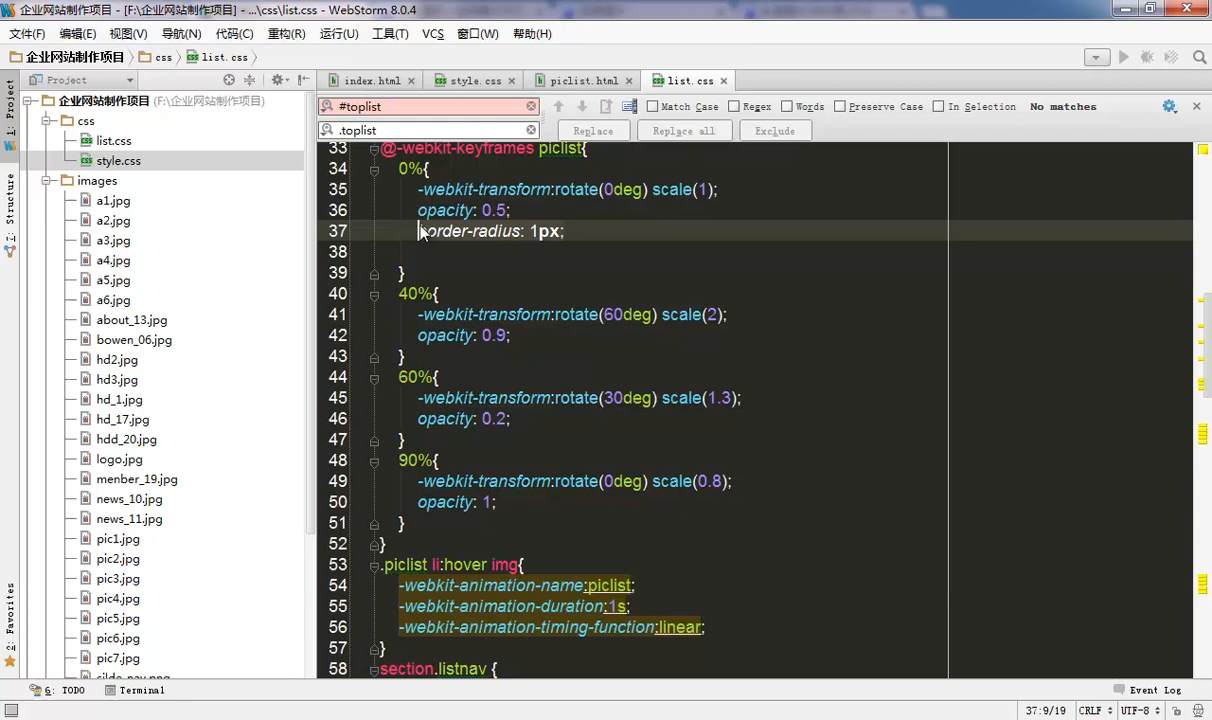 企业网站制作项目 - [F:\企业网站制作项目] - ...\css\list.css - WebStorm 8.0.4
文件(F) 编辑(E) 视图(V) 导航(N) 代码(C) 重构(R) 运行(U) 工具(T) VCS 窗口(W) 帮助(H)
企业网站制作项目 css list.css
Project
index.html style.css piclist.html list.css
1: Project
7: Structure
2: Favorites
企业网站制作项目 (F:\企业网站制作项目)
css
list.css
style.css
images
a1.jpg
a2.jpg
a3.jpg
a4.jpg
a5.jpg
a6.jpg
about_13.jpg
bowen_06.jpg
hd2.jpg
hd3.jpg
hd_1.jpg
hd_17.jpg
hdd_20.jpg
logo.jpg
menber_19.jpg
news_10.jpg
news_11.jpg
pic1.jpg
pic2.jpg
pic3.jpg
pic4.jpg
pic5.jpg
pic6.jpg
pic7.jpg
#toplist Match Case Regex Words Preserve Case In Selection No matches
.toplist Replace Replace all Exclude
33 @-webkit-keyframes piclist{
34 0%{
35 -webkit-transform:rotate(0deg) scale(1);
36 opacity: 0.5;
37 border-radius: 1px;
38
39 }
40 40%{
41 -webkit-transform:rotate(60deg) scale(2);
42 opacity: 0.9;
43 }
44 60%{
45 -webkit-transform:rotate(30deg) scale(1.3);
46 opacity: 0.2;
47 }
48 90%{
49 -webkit-transform:rotate(0deg) scale(0.8);
50 opacity: 1;
51 }
52 }
53 .piclist li:hover img{
54 -webkit-animation-name:piclist;
55 -webkit-animation-duration:1s;
56 -webkit-animation-timing-function:linear;
57 }
58 section.listnav {
6: TODO Terminal Event Log
37:9/19 CRLF UTF-8